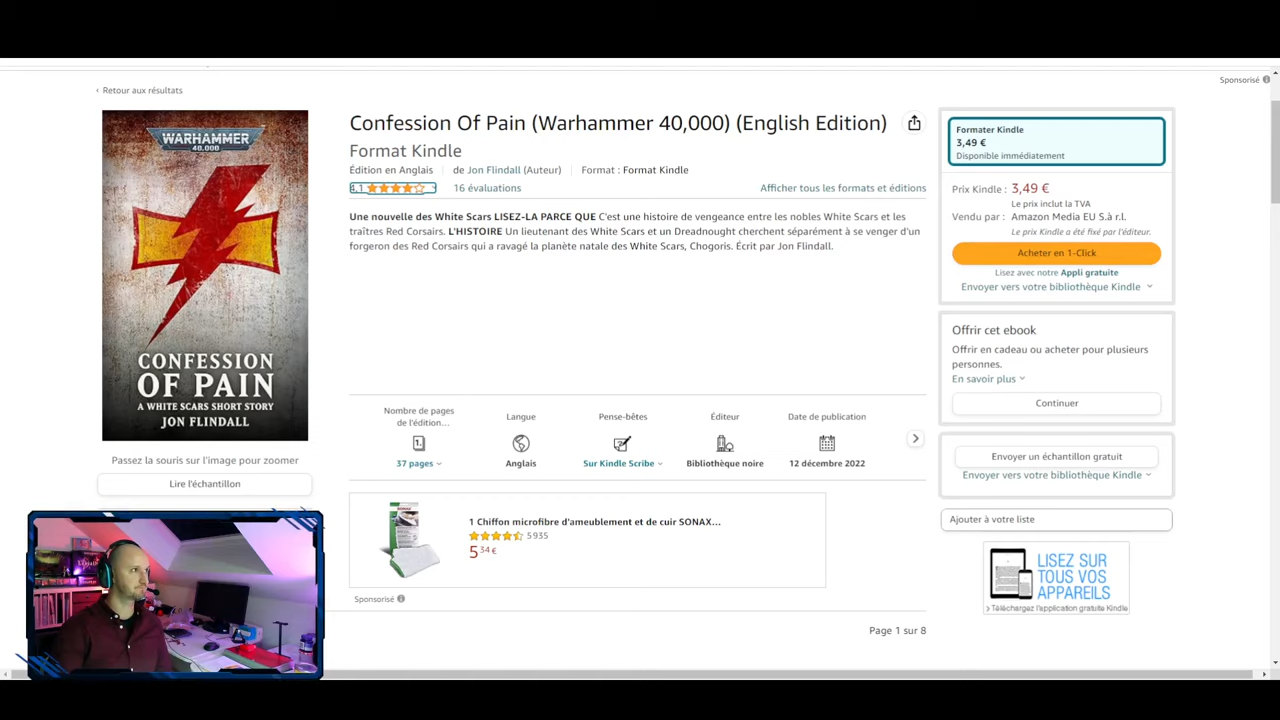 Sponsorisé
‹ Retour aux résultats
WARHAMMER
40,000
CONFESSION
OF PAIN
A WHITE SCARS SHORT STORY
JON FLINDALL
Passez la souris sur l'image pour zoomer
Lire l'échantillon
Confession Of Pain (Warhammer 40,000) (English Edition)
Format Kindle
Édition en Anglais de Jon Flindall (Auteur) Format : Format Kindle
4,1 16 évaluations Afficher tous les formats et éditions
Une nouvelle des White Scars LISEZ-LA PARCE QUE C'est une histoire de vengeance entre les nobles White Scars et les
traîtres Red Corsairs. L'HISTOIRE Un lieutenant des White Scars et un Dreadnought cherchent séparément à se venger d'un
forgeron des Red Corsairs qui a ravagé la planète natale des White Scars, Chogoris. Écrit par Jon Flindall.
Nombre de pages
de l'édition...
37 pages
Langue
Anglais
Pense-bêtes
Sur Kindle Scribe
Éditeur
Bibliothèque noire
Date de publication
12 décembre 2022
SONAX
1 Chiffon microfibre d'ameublement et de cuir SONAX...
5935
5 34 €
Sponsorisé
Page 1 sur 8
Formater Kindle
3,49 €
Disponible immédiatement
Prix Kindle : 3,49 €
Le prix inclut la TVA
Vendu par : Amazon Media EU S.à r.l.
Le prix Kindle a été fixé par l'éditeur.
Acheter en 1-Click
Lisez avec notre Appli gratuite
Envoyer vers votre bibliothèque Kindle
Offrir cet ebook
Offrir en cadeau ou acheter pour plusieurs
personnes.
En savoir plus
Continuer
Envoyer un échantillon gratuit
Envoyer vers votre bibliothèque Kindle
Ajouter à votre liste
LISEZ SUR
TOUS VOS
APPAREILS
› Téléchargez l'application gratuite Kindle